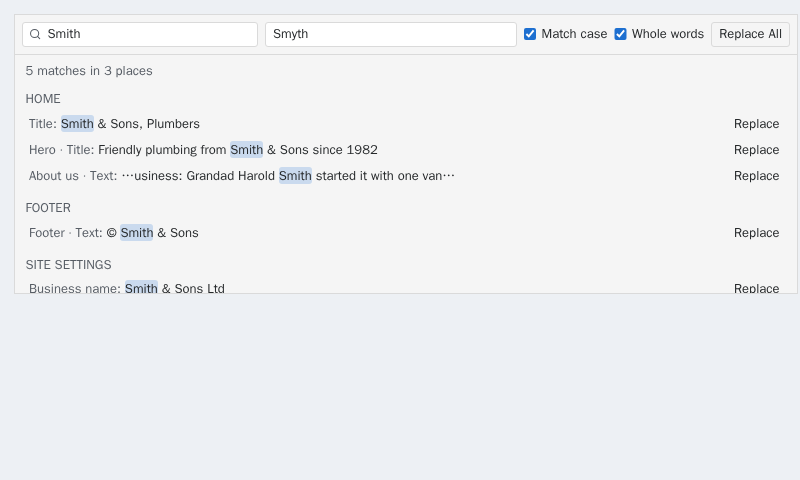 Smith
Smyth
Match case
Whole words
Replace All
5 matches in 3 places
HOME
Title: Smith & Sons, Plumbers
Replace
Hero · Title: Friendly plumbing from Smith & Sons since 1982
Replace
About us · Text: ···usiness: Grandad Harold Smith started it with one van···
Replace
FOOTER
Footer · Text: © Smith & Sons
Replace
SITE SETTINGS
Business name: Smith & Sons Ltd
Replace